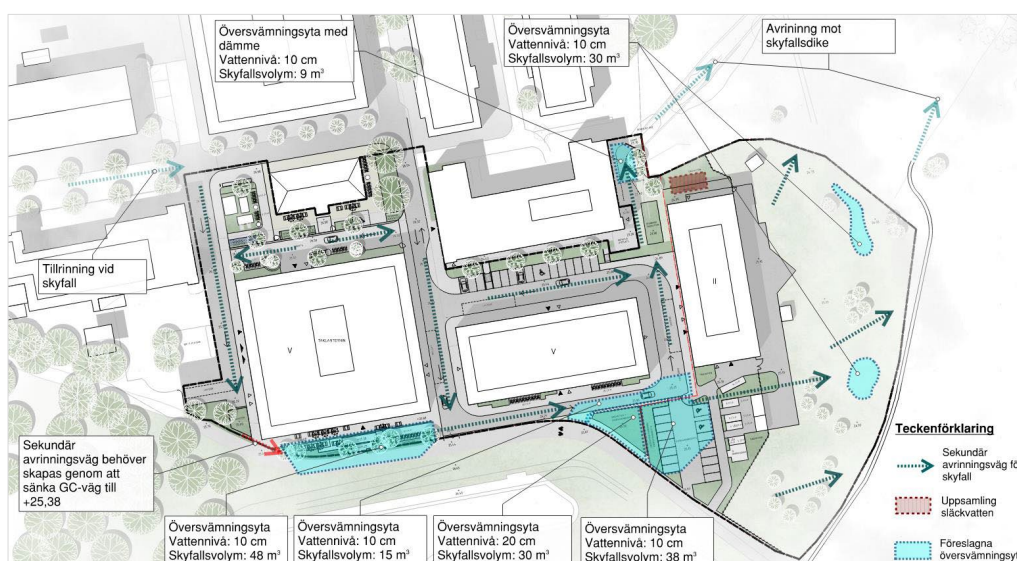 Översvämningsyta med
dämme
Vattennivå: 10 cm
Skyfallsvolym: 9 m³
Översvämningsyta
Vattennivå: 10 cm
Skyfallsvolym: 30 m³
Avrininng mot
skyfallsdike
Tillrinning vid
skyfall
TAKLANTERNIN
V
V
II
Sekundär
avrinningsväg behöver
skapas genom att
sänka GC-väg till
+25,38
Översvämningsyta
Vattennivå: 10 cm
Skyfallsvolym: 48 m³
Översvämningsyta
Vattennivå: 10 cm
Skyfallsvolym: 15 m³
Översvämningsyta
Vattennivå: 20 cm
Skyfallsvolym: 30 m³
Översvämningsyta
Vattennivå: 10 cm
Skyfallsvolym: 38 m³
Teckenförklaring
Sekundär
avrinningsväg fö
skyfall
Uppsamling
släckvatten
Föreslagna
översvämningsyt